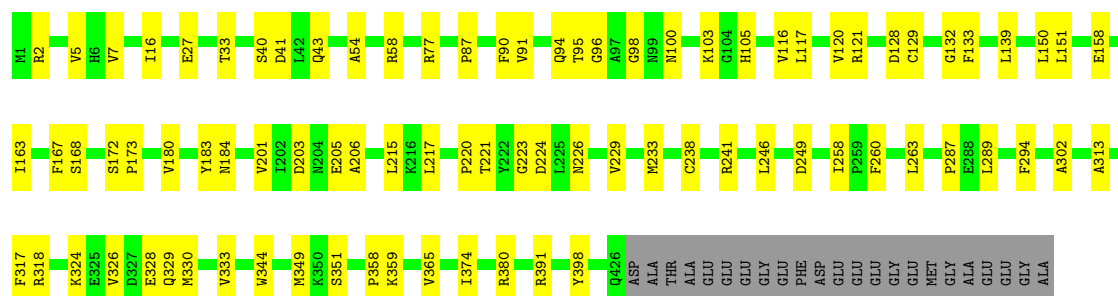 M1 R2 V5 H6 V7 I16 E27 T33 S40 D41 L42 Q43 A54 R58 R77 P87 F90 V91 Q94 T95 G96 A97 G98 N99 N100 K103 G104 H105 V116 L117 V120 R121 D128 C129 G132 F133 L139 L150 L151 E158
I163 F167 S168 S172 P173 V180 Y183 N184 V201 I202 D203 N204 E205 A206 L215 K216 L217 P220 T221 Y222 G223 D224 L225 N226 V229 M233 C238 R241 L246 D249 I258 P259 F260 L263 P287 E288 L289 F294 A302 A313
F317 R318 K324 E325 V326 D327 E328 Q329 M330 V333 W344 M349 K350 S351 P358 K359 V365 I374 R380 R391 Y398 Q426 ASP ALA THR ALA GLU GLU GLU GLY GLU PHE ASP GLU GLU GLU GLY GLU MET GLY ALA GLU GLU GLY ALA